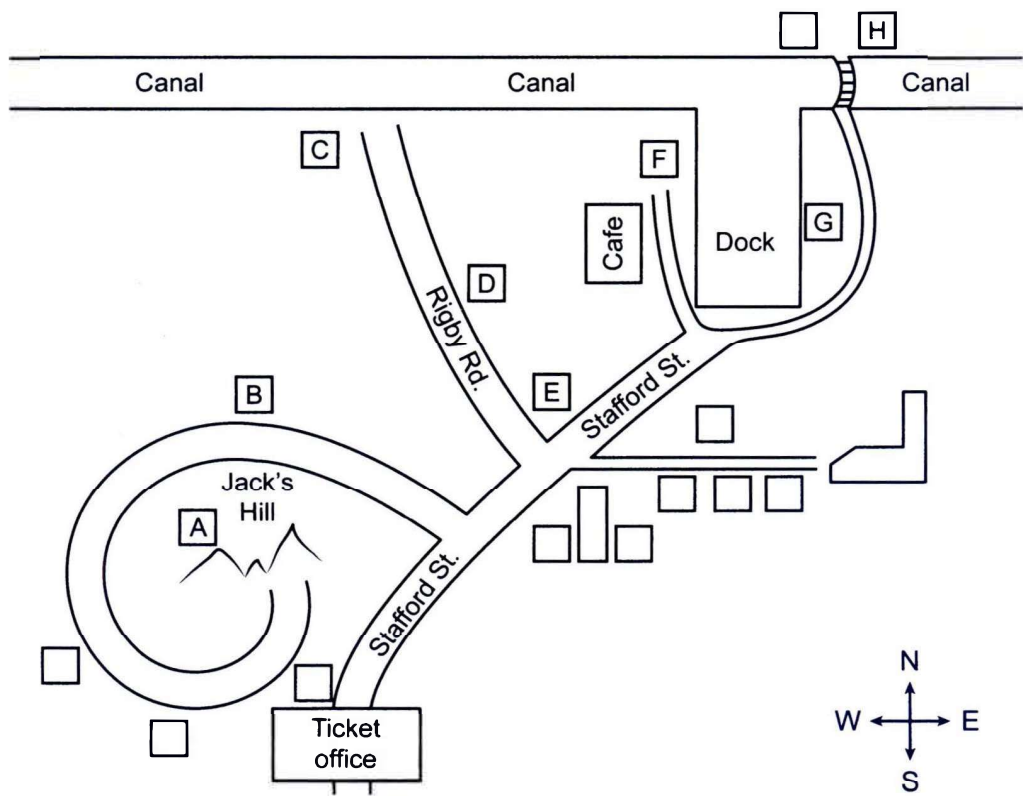 H
Canal
Canal
Canal
C
F
Cafe
Dock
G
D
Rigby Rd.
E
Stafford St.
B
Jack's
Hill
A
Stafford St.
Ticket
office
N
W
E
S